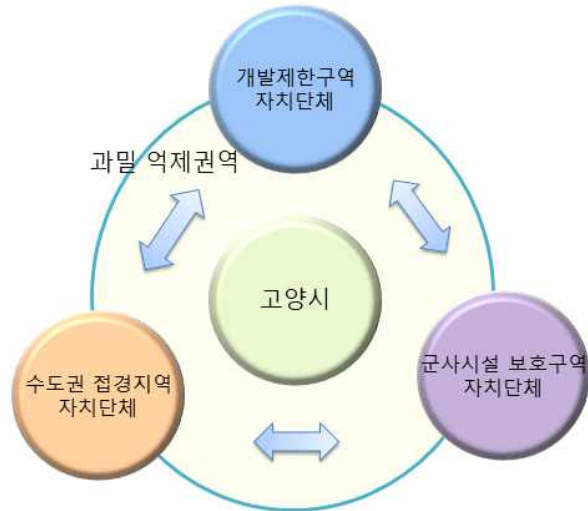 개발제한구역
자치단체
과밀 억제권역
고양시
수도권 접경지역
자치단체
군사시설 보호구역
자치단체